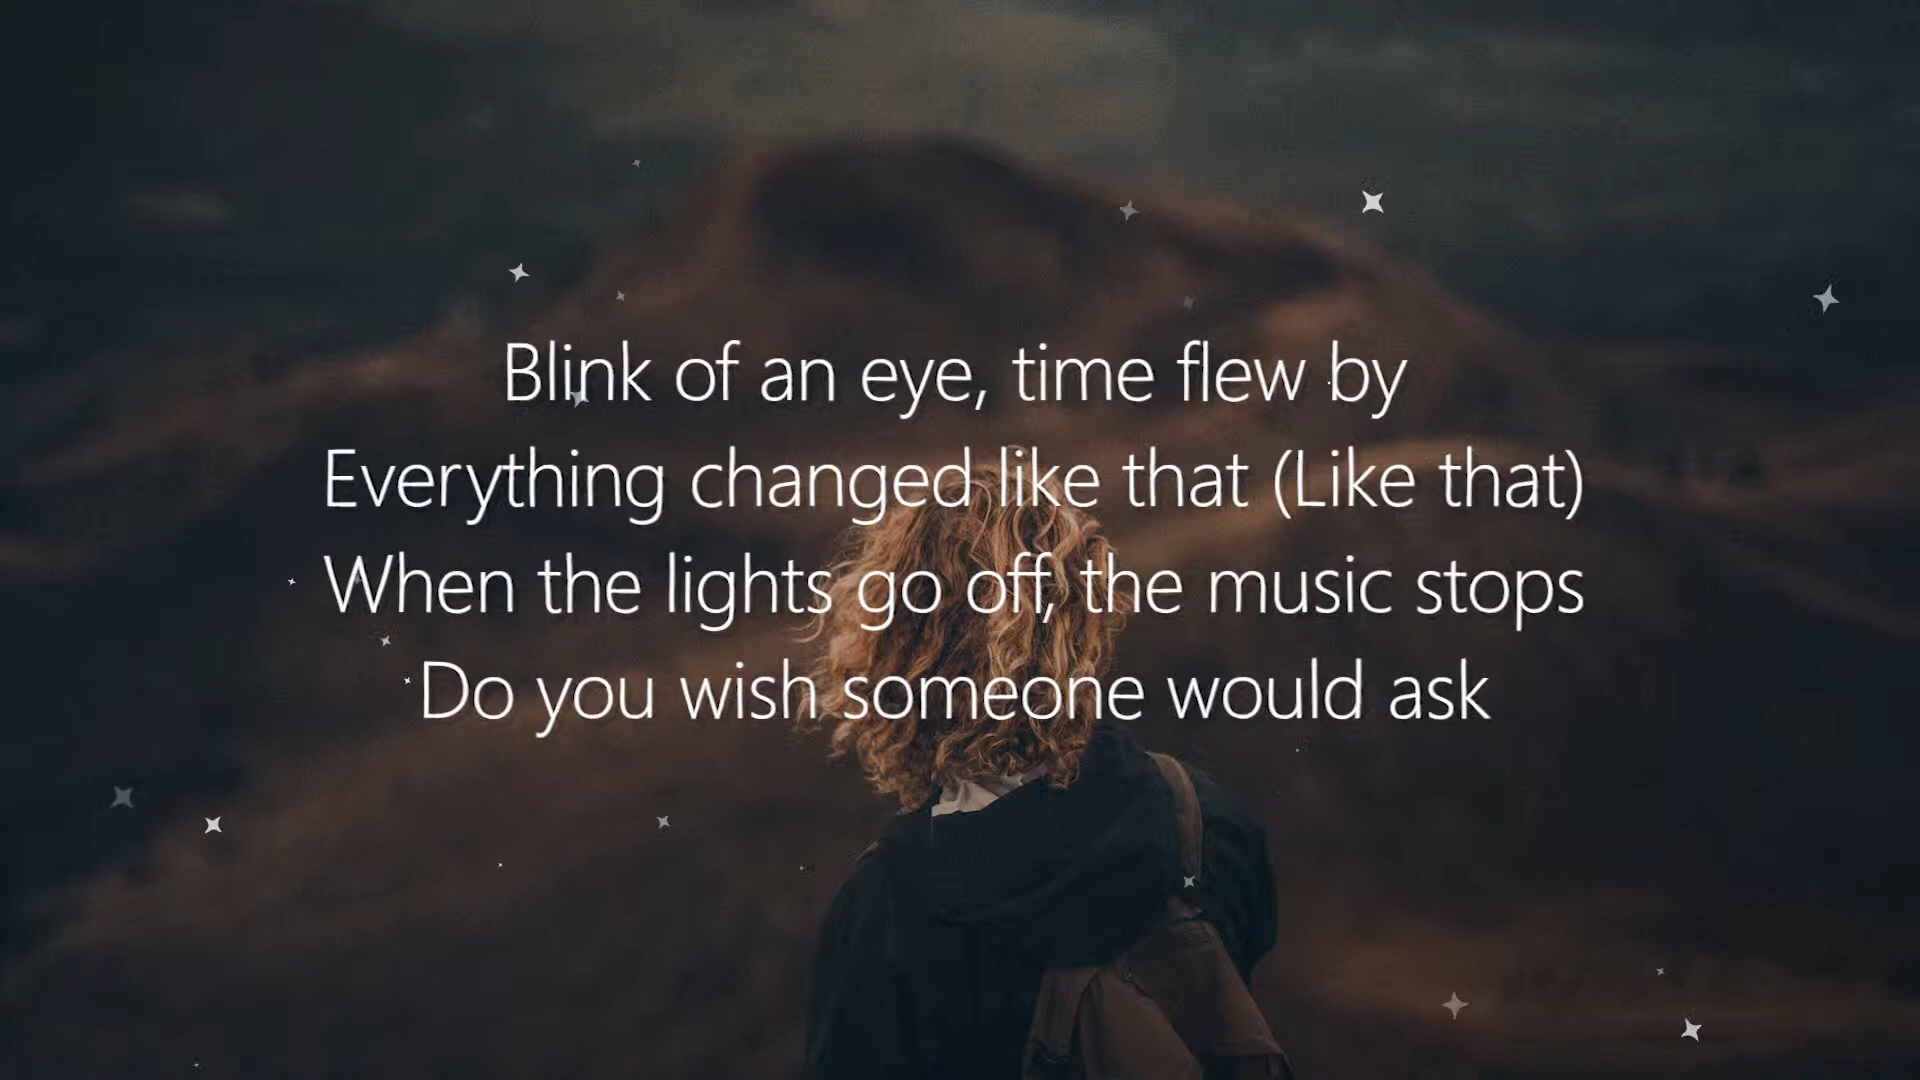 Blink of an eye, time flew by
Everything changed like that (Like that)
When the lights go off, the music stops
Do you wish someone would ask